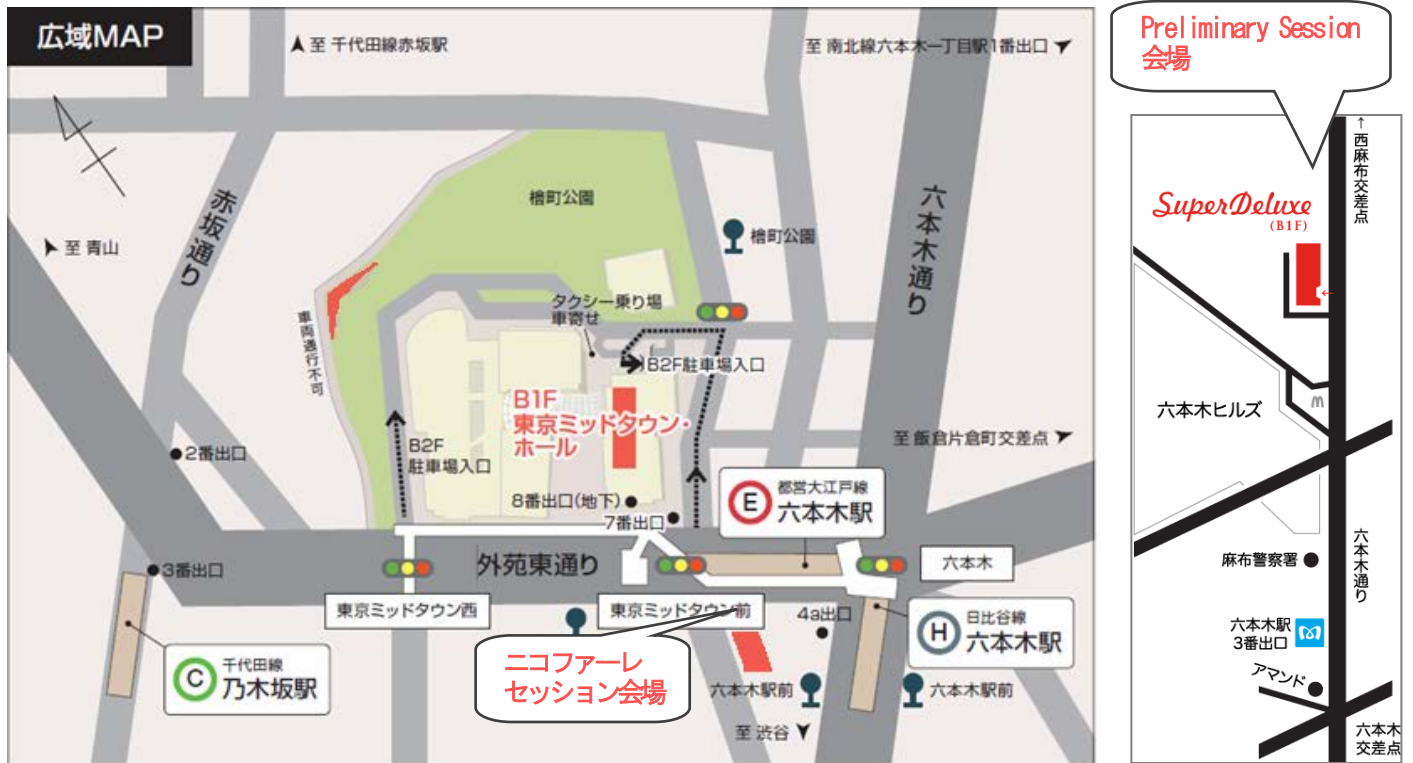 広域MAP
至 千代田線赤坂駅
至 南北線六本木一丁目駅1番出口
至 青山
赤坂通り
檜町公園
檜町公園
六本木通り
タクシー乗り場
車寄せ
車両通行不可
B2F駐車場入口
B1F
東京ミッドタウン・
ホール
B2F
駐車場入口
至 飯倉片倉町交差点
2番出口
8番出口(地下)
7番出口
E
都営大江戸線
六本木駅
3番出口
外苑東通り
六本木
東京ミッドタウン西
東京ミッドタウン前
4a出口
H
日比谷線
六本木駅
C
千代田線
乃木坂駅
ニコファーレ
セッション会場
六本木駅前
六本木駅前
至 渋谷
Preliminary Session
会場
↑西麻布交差点
SuperDeluxe
(B1F)
←
m
六本木ヒルズ
六本木通り
麻布警察署
六本木駅
3番出口
アマンド
六本木
交差点